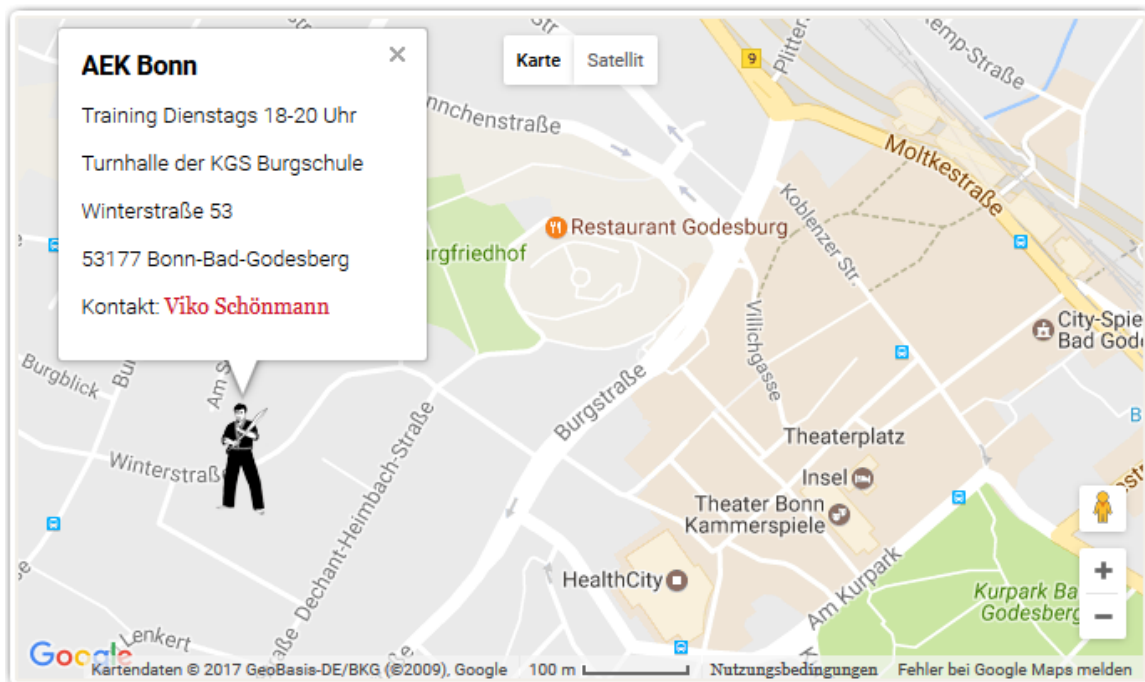 AEK Bonn
Training Dienstags 18-20 Uhr
Turnhalle der KGS Burgschule
Winterstraße 53
53177 Bonn-Bad-Godesberg
Kontakt: Viko Schönmann
Karte Satellit
9
Moltkestraße
Koblenzer Str.
Restaurant Godesburg
Villichgasse
Burgstraße
Burgblick
Winterstraß
Dechant-Heimbach-Straße
Theaterplatz
Insel
Theater Bonn
Kammerspiele
HealthCity
Am Kurpark
Kurpark Ba
Godesberg
City-Spie
Bad Gode
Lenkert
Google
Kartendaten © 2017 GeoBasis-DE/BKG (©2009), Google 100 m Nutzungsbedingungen Fehler bei Google Maps melden